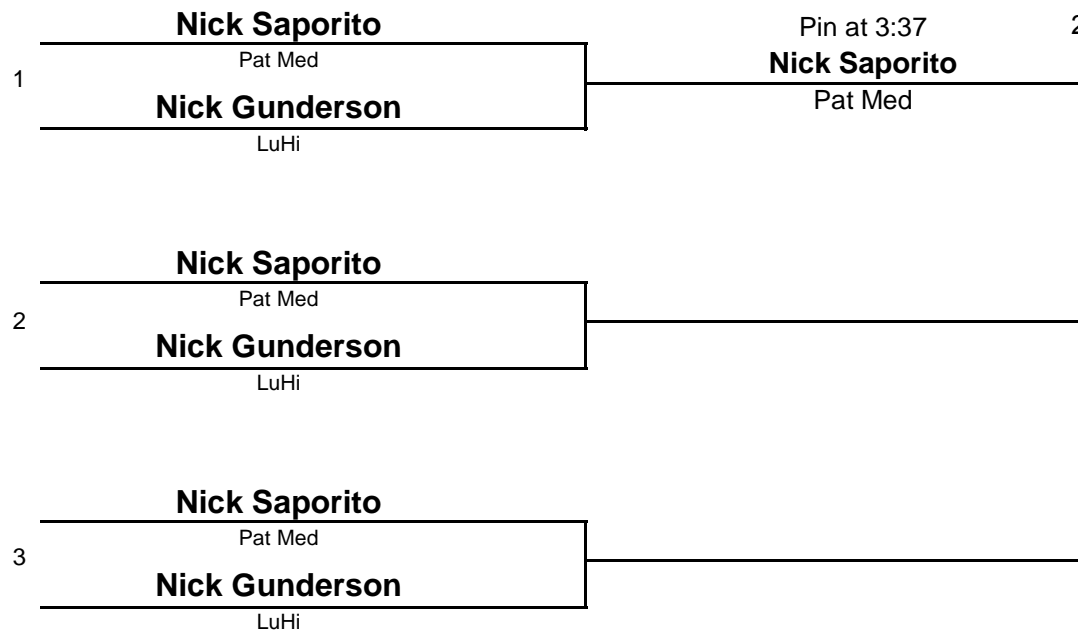 Nick Saporito
Pat Med
1
Nick Gunderson
LuHi
Pin at 3:37
Nick Saporito
Pat Med
2
Nick Saporito
Pat Med
2
Nick Gunderson
LuHi
Nick Saporito
Pat Med
3
Nick Gunderson
LuHi